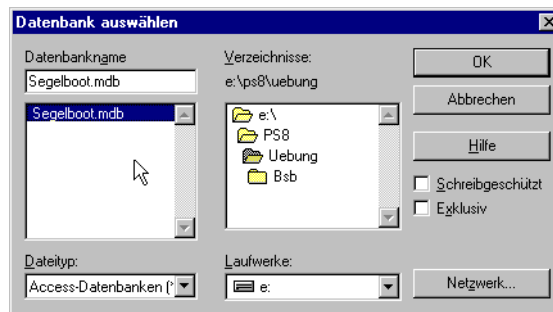 Datenbank auswählen
Datenbankname
Segelboot.mdb
Segelboot.mdb
Dateityp:
Access-Datenbanken (*
Verzeichnisse:
e:\ps8\uebung
e:\
PS8
Uebung
Bsb
Laufwerke:
e:
OK
Abbrechen
Hilfe
Schreibgeschützt
Exklusiv
Netzwerk...